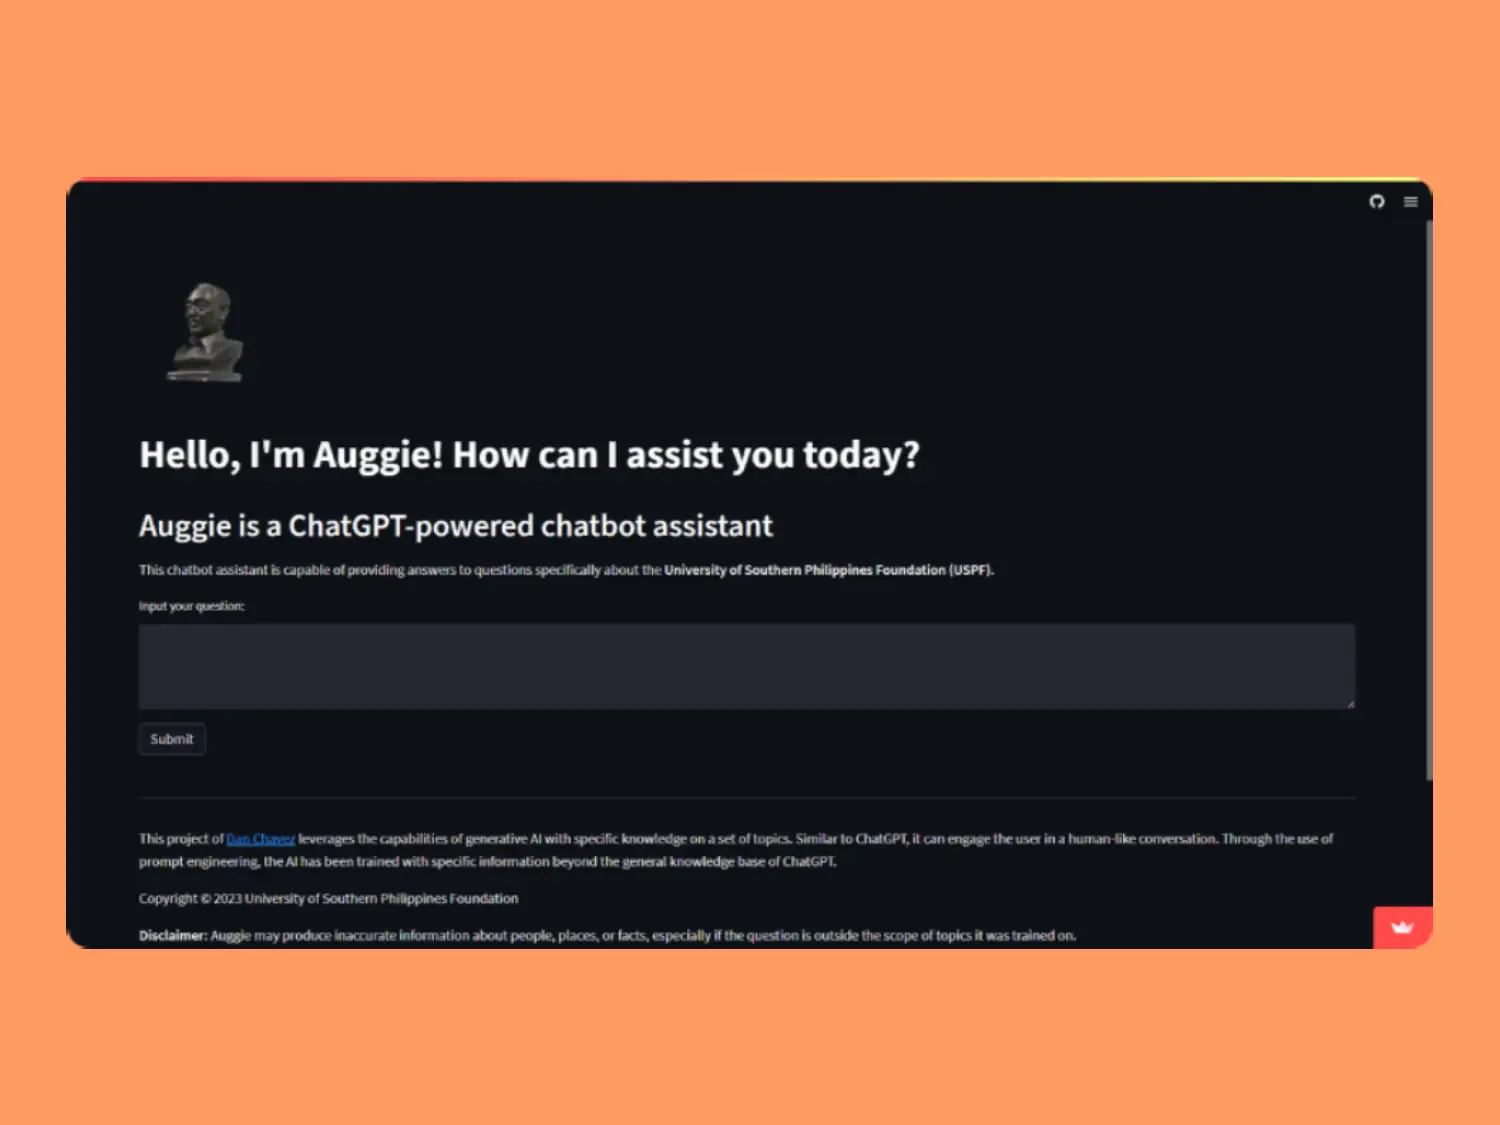 Hello, I'm Auggie! How can I assist you today?
Auggie is a ChatGPT-powered chatbot assistant
This chatbot assistant is capable of providing answers to questions specifically about the University of Southern Philippines Foundation (USPF).
Input your question:
Submit
This project of Dan Chavez leverages the capabilities of generative AI with specific knowledge on a set of topics. Similar to ChatGPT, it can engage the user in a human-like conversation. Through the use of
prompt engineering, the AI has been trained with specific information beyond the general knowledge base of ChatGPT.
Copyright © 2023 University of Southern Philippines Foundation
Disclaimer: Auggie may produce inaccurate information about people, places, or facts, especially if the question is outside the scope of topics it was trained on.